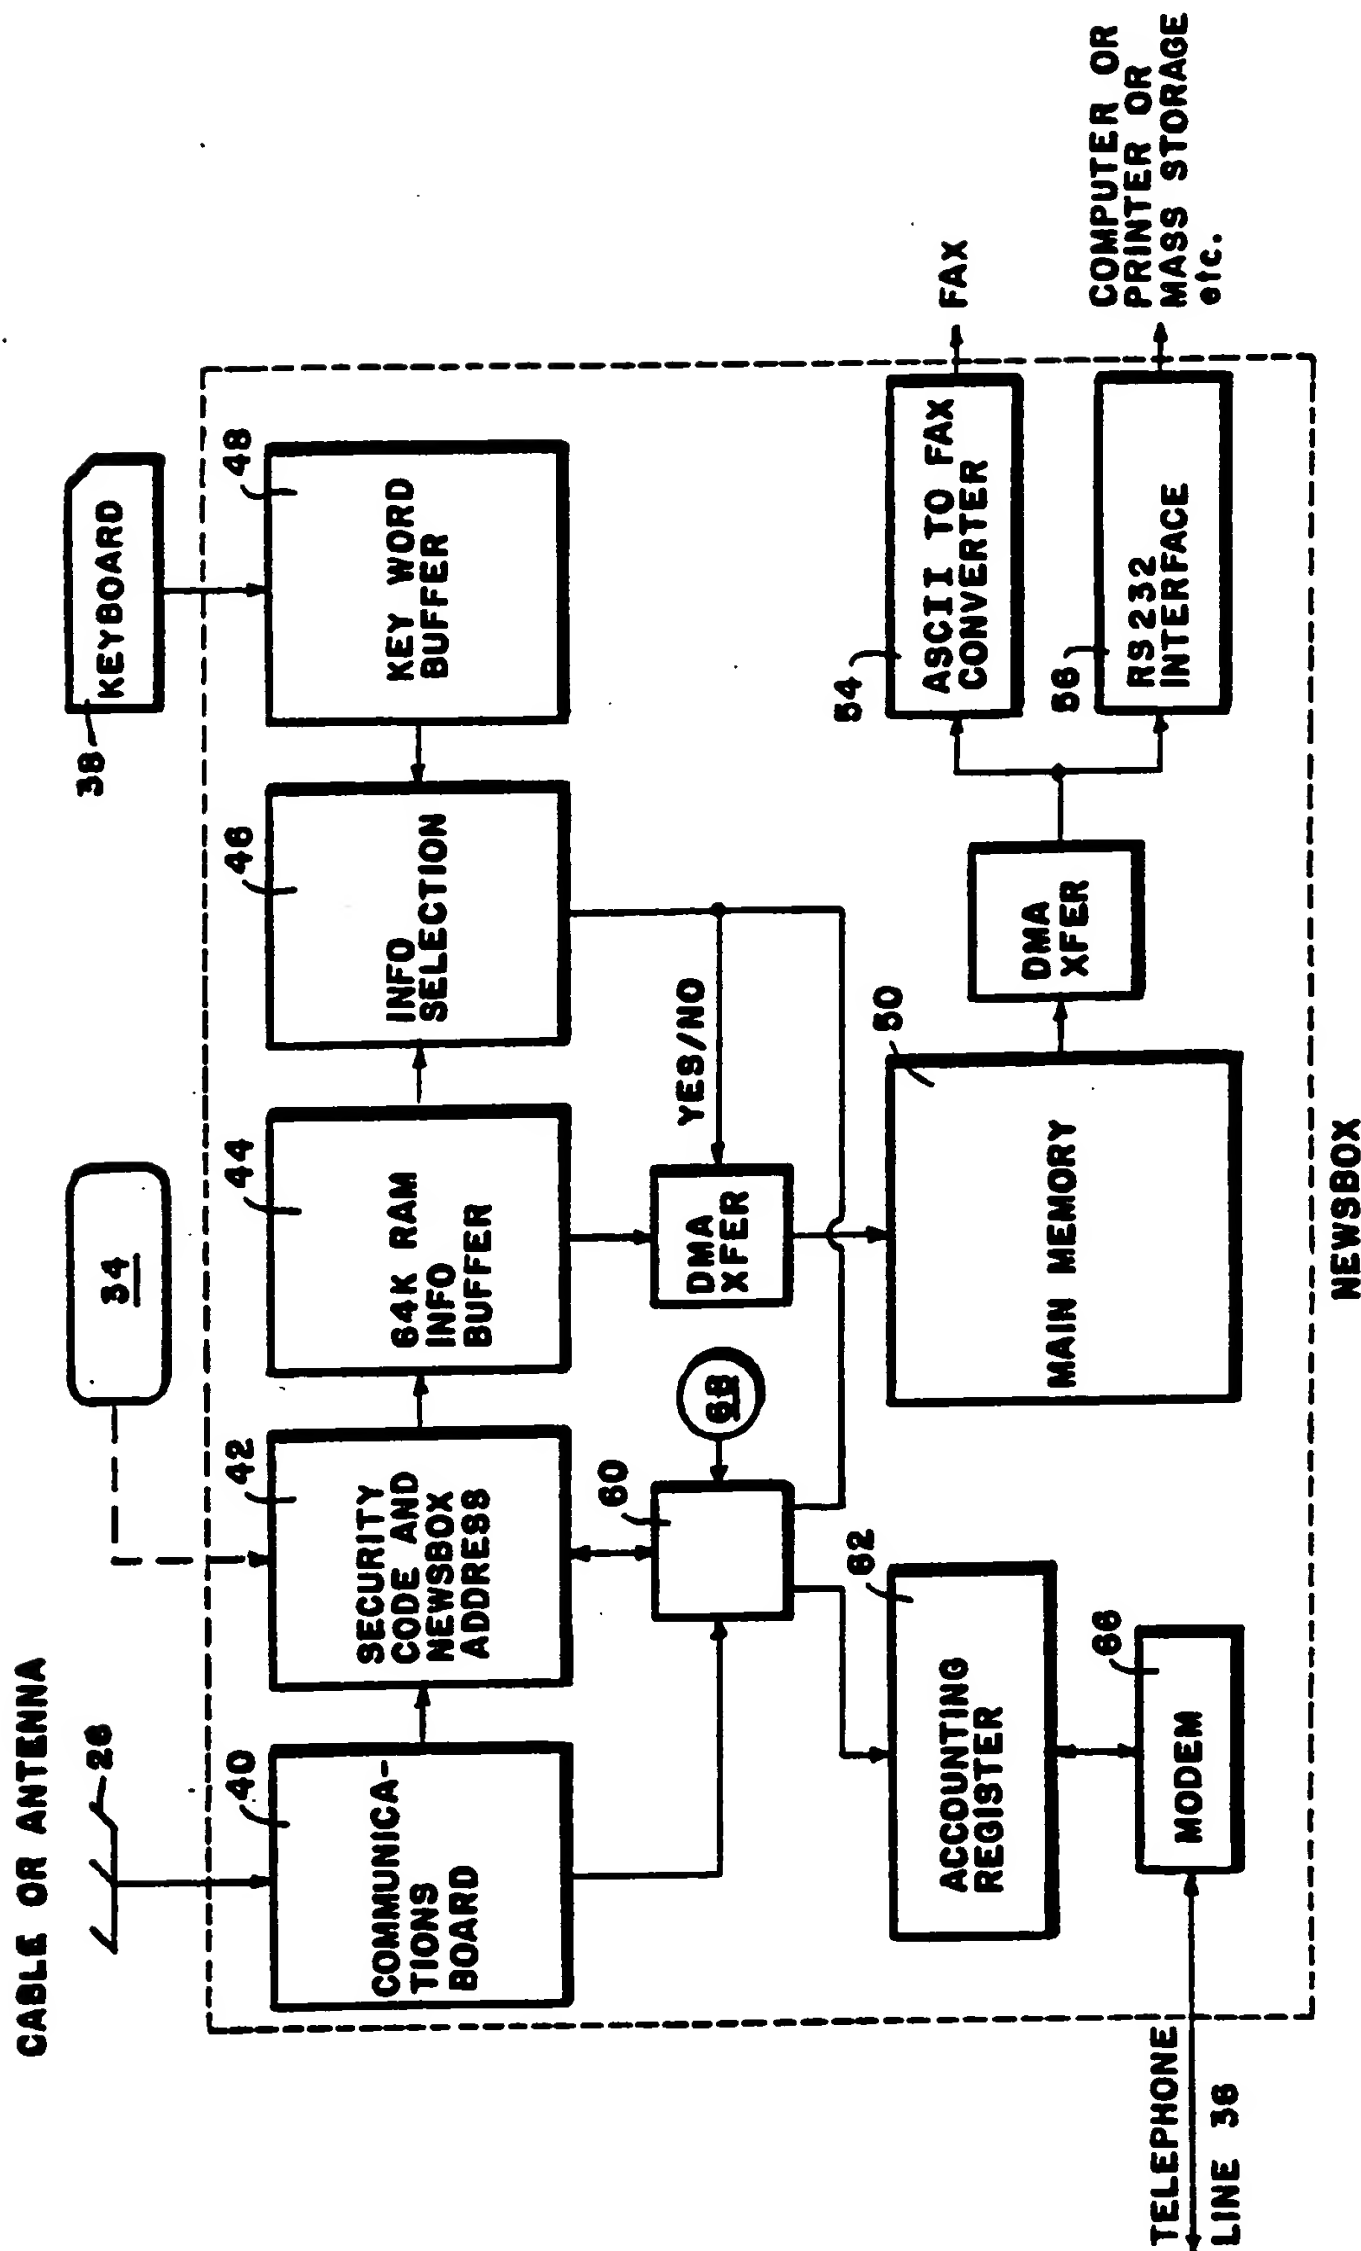 CABLE OR ANTENNA
26
34
38
KEYBOARD
40
COMMUNICA-
TIONS
BOARD
42
SECURITY
CODE AND
NEWSBOX
ADDRESS
44
64K RAM
INFO
BUFFER
46
INFO
SELECTION
48
KEY WORD
BUFFER
60
68
DMA
XFER
YES/NO
62
ACCOUNTING
REGISTER
66
MODEM
50
MAIN MEMORY
DMA
XFER
54
ASCII TO FAX
CONVERTER
56
RS232
INTERFACE
FAX
COMPUTER OR
PRINTER OR
MASS STORAGE
etc.
TELEPHONE
LINE 36
NEWSBOX